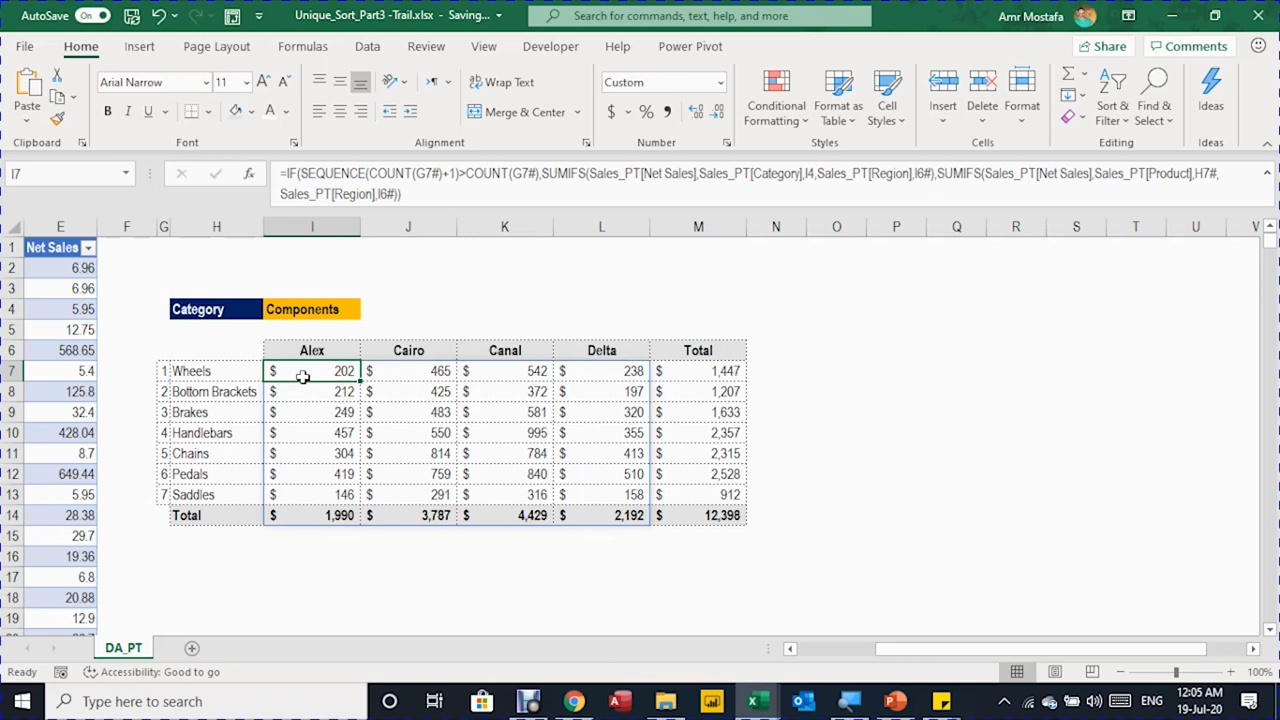 AutoSave On Unique_Sort_Part3 -Trail.xlsx - Saving... Search for commands, text, help, and more Amr Mostafa
File Home Insert Page Layout Formulas Data Review View Developer Help Power Pivot Share Comments
Arial Narrow 11 Wrap Text Custom
Paste B I U Merge & Center $ % Conditional Formatting Format as Table Cell Styles Insert Delete Format Sort & Filter Find & Select Ideas
Clipboard Font Alignment Number Styles Cells Editing Ideas
I7 fx =IF(SEQUENCE(COUNT(G7#)+1)>COUNT(G7#),SUMIFS(Sales_PT[Net Sales],Sales_PT[Category],I4,Sales_PT[Region],I6#),SUMIFS(Sales_PT[Net Sales],Sales_PT[Product],H7#,
Sales_PT[Region],I6#))
E F G H I J K L M N O P Q R S T U V
1 Net Sales
2 6.96
3 6.96
4 5.95 Category Components
5 12.75
6 568.65 Alex Cairo Canal Delta Total
7 5.4 1 Wheels $ 202 $ 465 $ 542 $ 238 $ 1,447
8 125.8 2 Bottom Brackets $ 212 $ 425 $ 372 $ 197 $ 1,207
9 32.4 3 Brakes $ 249 $ 483 $ 581 $ 320 $ 1,633
10 428.04 4 Handlebars $ 457 $ 550 $ 995 $ 355 $ 2,357
11 8.7 5 Chains $ 304 $ 814 $ 784 $ 413 $ 2,315
12 649.44 6 Pedals $ 419 $ 759 $ 840 $ 510 $ 2,528
13 5.95 7 Saddles $ 146 $ 291 $ 316 $ 158 $ 912
14 28.38 Total $ 1,990 $ 3,787 $ 4,429 $ 2,192 $ 12,398
15 29.7
16 19.36
17 6.8
18 20.88
19 12.9
DA_PT
Ready Accessibility: Good to go 100%
Type here to search ENG 12:05 AM
19-Jul-20